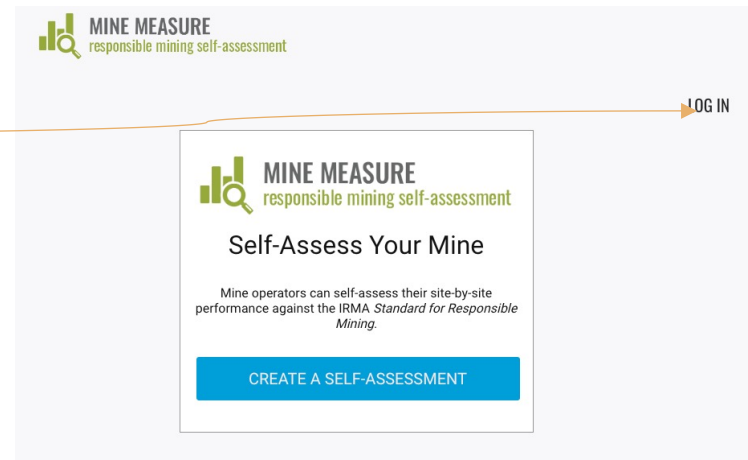 MINE MEASURE
responsible mining self-assessment
LOG IN
MINE MEASURE
responsible mining self-assessment
Self-Assess Your Mine
Mine operators can self-assess their site-by-site
performance against the IRMA Standard for Responsible
Mining.
CREATE A SELF-ASSESSMENT